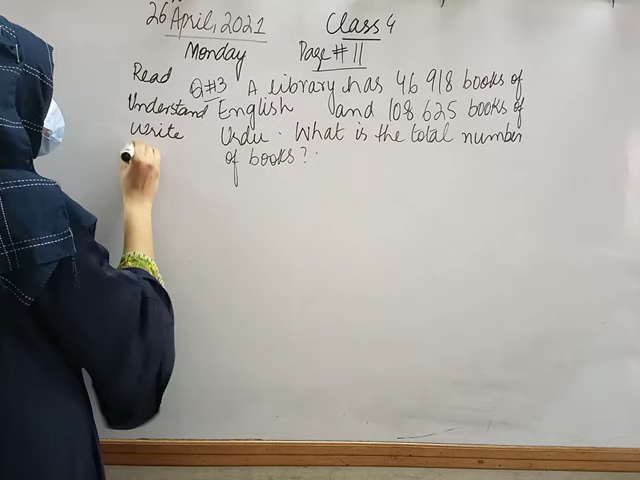 26 April, 2021 Class 4
Monday Page # 11
Read Q#3 A library has 46 918 books of
Understand English and 108 625 books of
Write Urdu. What is the total number
of books?